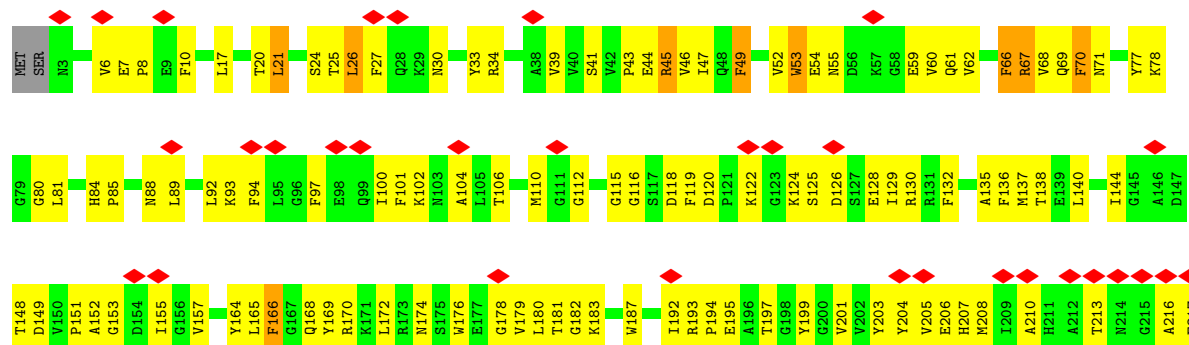 MET SER N3 V6 E7 P8 E9 F10 L17 T20 L21 S24 T25 L26 F27 Q28 K29 N30 Y33 R34 A38 V39 V40 S41 V42 P43 E44 R45 V46 I47 Q48 F49 V52 W53 E54 N55 D56 K57 G58 E59 V60 Q61 V62 F66 R67 V68 Q69 F70 N71 Y77 K78
G79 G80 L81 H84 P85 N88 L89 L92 K93 F94 L95 G96 F97 E98 Q99 I100 F101 K102 N103 A104 L105 T106 M110 G111 G112 G115 G116 S117 D118 F119 D120 P121 K122 G123 K124 S125 D126 S127 E128 I129 R130 R131 F132 A135 F136 M137 T138 E139 L140 I144 G145 A146 D147
T148 D149 V150 P151 A152 G153 D154 I155 G156 V157 Y164 L165 F166 G167 Q168 Y169 R170 K171 L172 R173 N174 S175 W176 E177 G178 V179 L180 T181 G182 K183 W187 I192 R193 P194 E195 A196 T197 G198 Y199 G200 V201 V202 Y203 Y204 V205 E206 H207 M208 I209 A210 H211 A212 T213 N214 G215 A216